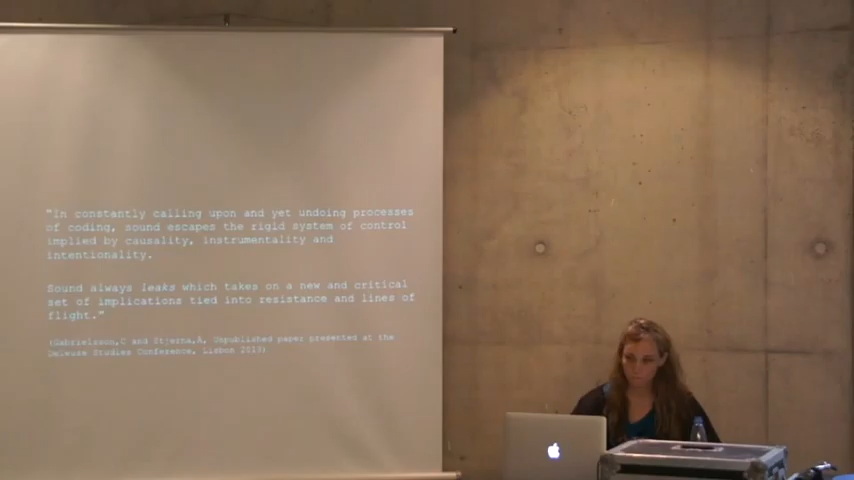 "In constantly calling upon and yet undoing processes
of coding, sound escapes the rigid system of control
implied by causality, instrumentality and
intentionality.
Sound always leaks which takes on a new and critical
set of implications tied into resistance and lines of
flight."
(Gabrielsson,C and Stjerna,Å, Unpublished paper presented at the
Deleuze Studies Conference, Lisbon 2013)